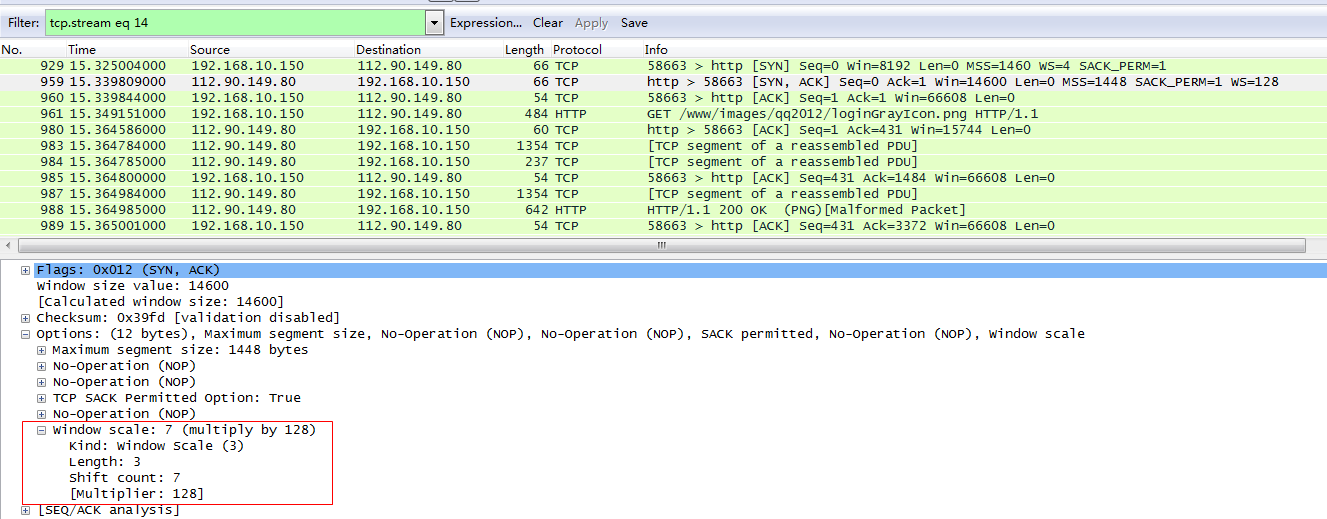 Filter: tcp.stream eq 14 Expression... Clear Apply Save
No. Time Source Destination Length Protocol Info
929 15.325004000 192.168.10.150 112.90.149.80 66 TCP 58663 > http [SYN] Seq=0 Win=8192 Len=0 MSS=1460 WS=4 SACK_PERM=1
959 15.339809000 112.90.149.80 192.168.10.150 66 TCP http > 58663 [SYN, ACK] Seq=0 Ack=1 Win=14600 Len=0 MSS=1448 SACK_PERM=1 WS=128
960 15.339844000 192.168.10.150 112.90.149.80 54 TCP 58663 > http [ACK] Seq=1 Ack=1 Win=66608 Len=0
961 15.349151000 192.168.10.150 112.90.149.80 484 HTTP GET /www/images/qq2012/loginGrayIcon.png HTTP/1.1
980 15.364586000 112.90.149.80 192.168.10.150 60 TCP http > 58663 [ACK] Seq=1 Ack=431 Win=15744 Len=0
983 15.364784000 112.90.149.80 192.168.10.150 1354 TCP [TCP segment of a reassembled PDU]
984 15.364785000 112.90.149.80 192.168.10.150 237 TCP [TCP segment of a reassembled PDU]
985 15.364800000 192.168.10.150 112.90.149.80 54 TCP 58663 > http [ACK] Seq=431 Ack=1484 Win=66608 Len=0
987 15.364984000 112.90.149.80 192.168.10.150 1354 TCP [TCP segment of a reassembled PDU]
988 15.364985000 112.90.149.80 192.168.10.150 642 HTTP HTTP/1.1 200 OK (PNG)[Malformed Packet]
989 15.365001000 192.168.10.150 112.90.149.80 54 TCP 58663 > http [ACK] Seq=431 Ack=3372 Win=66608 Len=0
Flags: 0x012 (SYN, ACK)
Window size value: 14600
[Calculated window size: 14600]
Checksum: 0x39fd [validation disabled]
Options: (12 bytes), Maximum segment size, No-Operation (NOP), No-Operation (NOP), SACK permitted, No-Operation (NOP), Window scale
Maximum segment size: 1448 bytes
No-Operation (NOP)
No-Operation (NOP)
TCP SACK Permitted Option: True
No-Operation (NOP)
Window scale: 7 (multiply by 128)
Kind: Window Scale (3)
Length: 3
Shift count: 7
[Multiplier: 128]
[SEQ/ACK analysis]